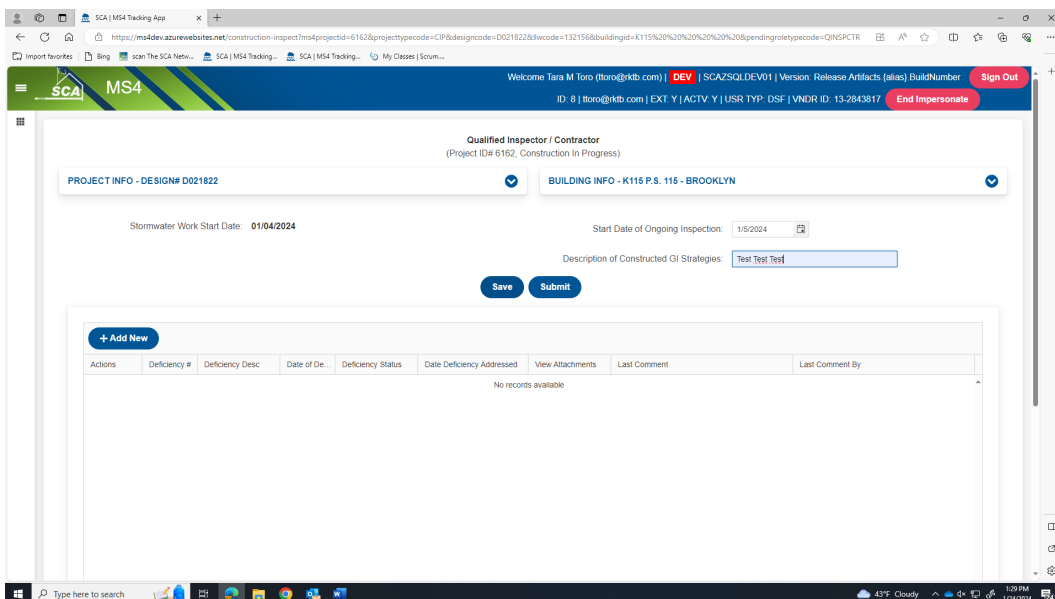 SCA | MS4 Tracking App
https://ms4dev.azurewebsites.net/construction-inspect?ms4projectid=6162&projecttypecode=CIP&designcode=D021822&llwcode=132156&buildingid=K115%20%20%20%20%20%20&pendingroletypecode=QINSPCTR
Import favorites Bing scan The SCA Netw... SCA | MS4 Tracking... SCA | MS4 Tracking... My Classes | Scrum...
SCA MS4
Welcome Tara M Toro (ttoro@rktb.com) | DEV | SCAZSQLDEV01 | Version: Release.Artifacts.{alias}.BuildNumber Sign Out
ID: 8 | ttoro@rktb.com | EXT: Y | ACTV: Y | USR TYP: DSF | VNDR ID: 13-2843817 End Impersonate
Qualified Inspector / Contractor
(Project ID# 6162, Construction In Progress)
PROJECT INFO - DESIGN# D021822 BUILDING INFO - K115 P.S. 115 - BROOKLYN
Stormwater Work Start Date: 01/04/2024 Start Date of Ongoing Inspection: 1/5/2024
Description of Constructed GI Strategies: Test Test Test
Save Submit
+ Add New
Actions Deficiency # Deficiency Desc Date of De... Deficiency Status Date Deficiency Addressed View Attachments Last Comment Last Comment By
No records available
Type here to search 43°F Cloudy 1:29 PM
1/24/2024